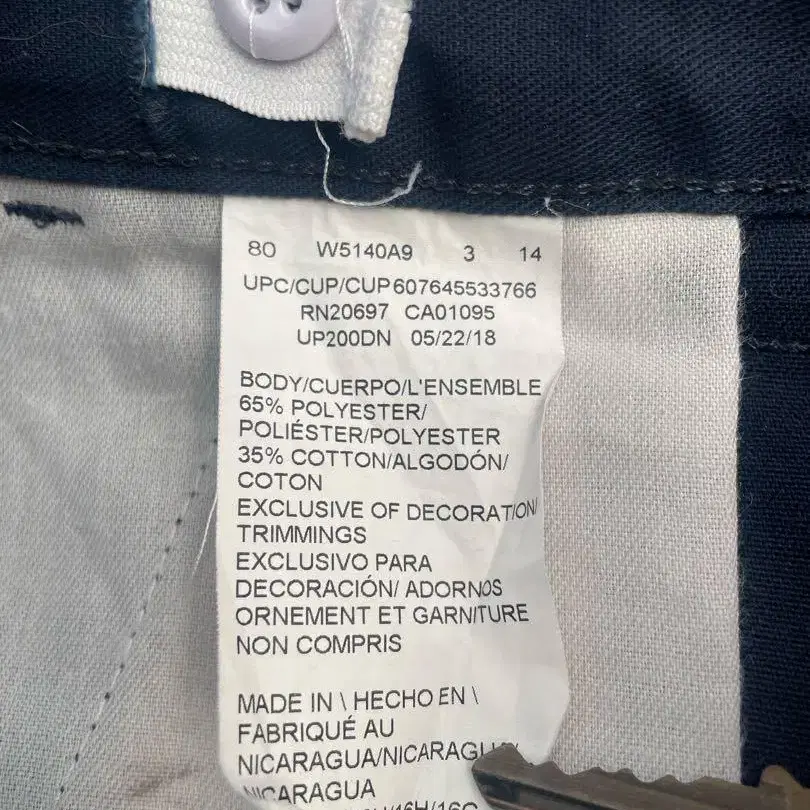 80 W5140A9 3 14
UPC/CUP/CUP 607645533766
RN20697 CA01095
UP200DN 05/22/18
BODY/CUERPO/L'ENSEMBLE
65% POLYESTER/
POLIÉSTER/POLYESTER
35% COTTON/ALGODÓN/
COTON
EXCLUSIVE OF DECORATION/
TRIMMINGS
EXCLUSIVO PARA
DECORACIÓN/ ADORNOS
ORNEMENT ET GARNITURE
NON COMPRIS
MADE IN \ HECHO EN \
FABRIQUÉ AU
NICARAGUA/NICARAGUA/
NICARAGUA